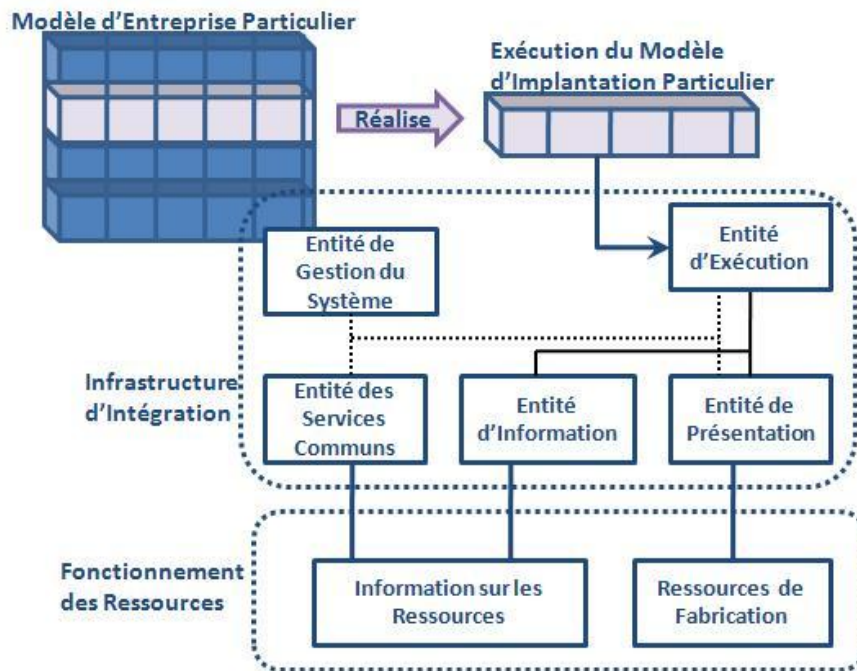 Modèle d'Entreprise Particulier
Exécution du Modèle
d'Implantation Particulier
Réalise
Entité de
Gestion du
Système
Entité
d'Exécution
Infrastructure
d'Intégration
Entité des
Services
Communs
Entité
d'Information
Entité de
Présentation
Fonctionnement
des Ressources
Information sur les
Ressources
Ressources de
Fabrication